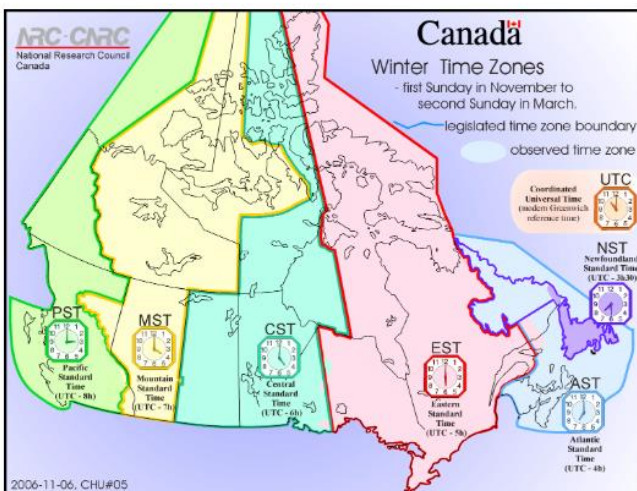 NRC·CNRC
National Research Council
Canada
Canada
Winter Time Zones
- first Sunday in November to
second Sunday in March.
legislated time zone boundary
observed time zone
UTC
Coordinated
Universal Time
(modern Greenwich
reference time)
NST
Newfoundland
Standard Time
(UTC - 3h30)
PST
Pacific
Standard
Time
(UTC - 8h)
MST
Mountain
Standard
Time
(UTC - 7h)
CST
Central
Standard
Time
(UTC - 6h)
EST
Eastern
Standard
Time
(UTC - 5h)
AST
Atlantic
Standard
Time
(UTC - 4h)
2006-11-06, CHU#05